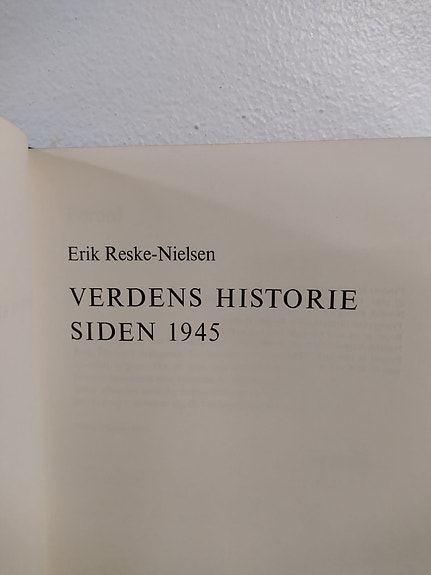 Erik Reske-Nielsen
VERDENS HISTORIE
SIDEN 1945